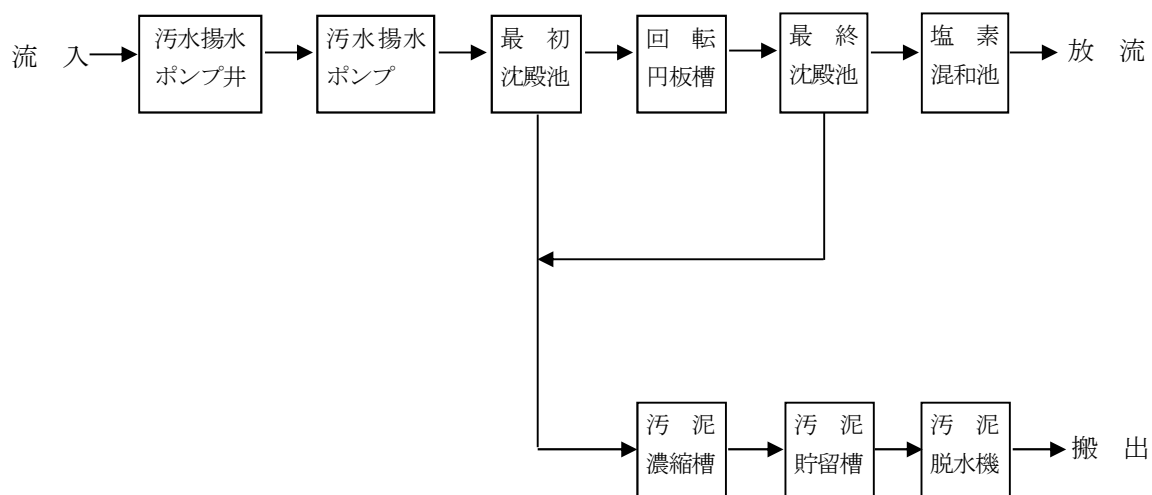 流 入
汚水揚水
ポンプ井
汚水揚水
ポンプ
最 初
沈殿池
回 転
円板槽
最 終
沈殿池
塩 素
混和池
放 流
汚 泥
濃縮槽
汚 泥
貯留槽
汚 泥
脱水機
搬 出